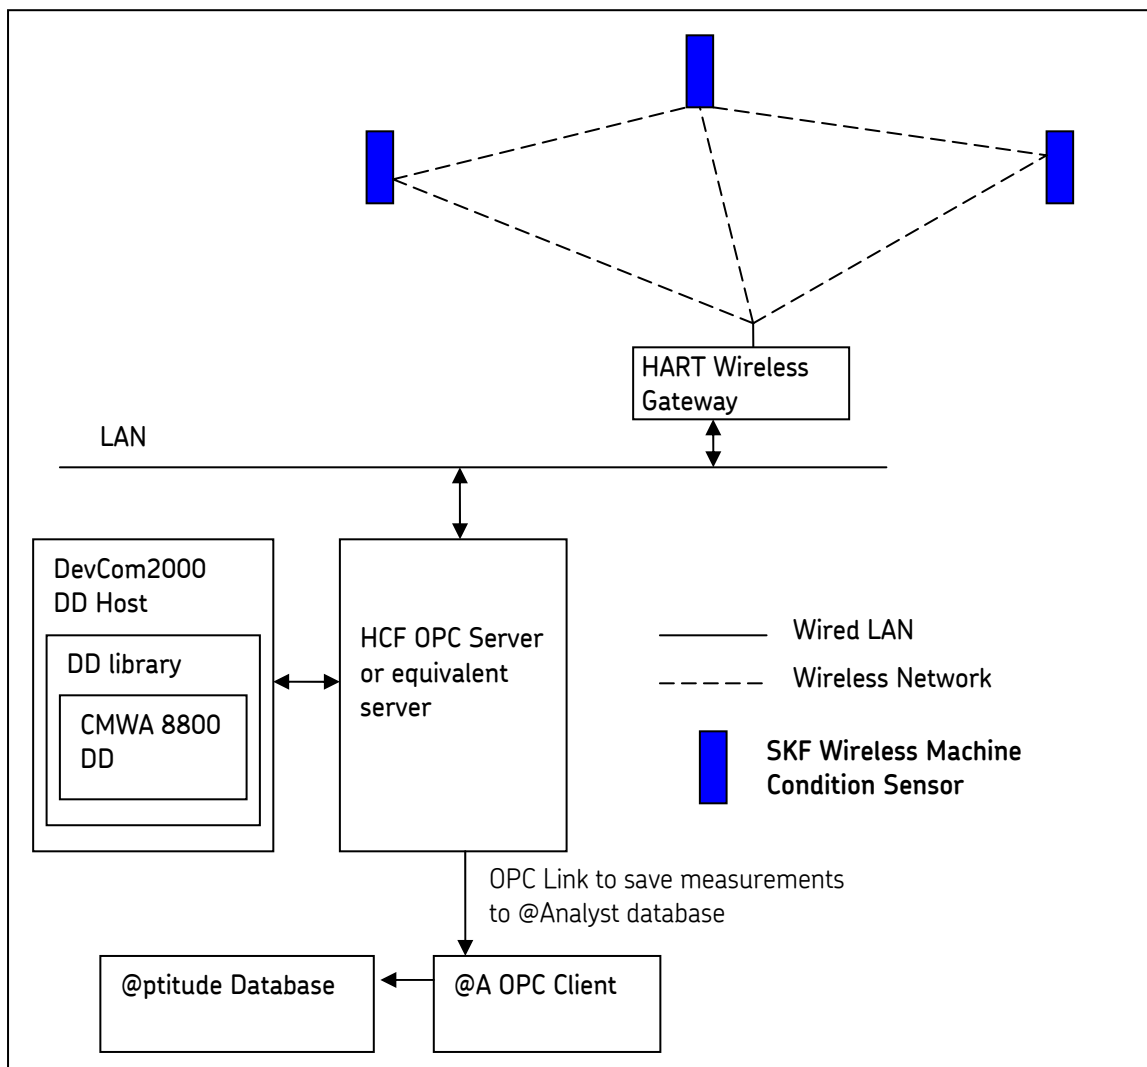 HART Wireless
Gateway
LAN
DevCom2000
DD Host
DD library
CMWA 8800
DD
HCF OPC Server
or equivalent
server
Wired LAN
Wireless Network
SKF Wireless Machine
Condition Sensor
OPC Link to save measurements
to @Analyst database
@ptitude Database
@A OPC Client